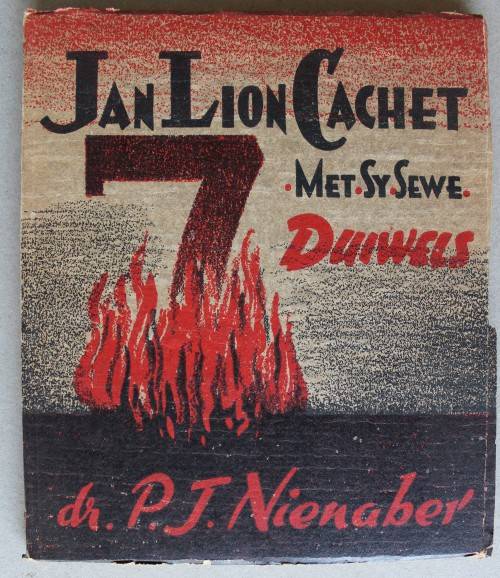 JAN LION CACHET
7
·MET·SY SEWE·
DUIWELS
dr. P.J. Nienaber